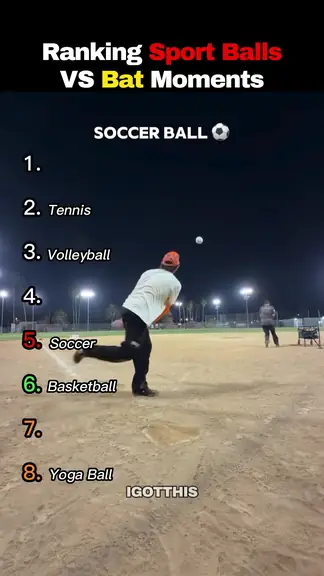 Ranking Sport Balls
VS Bat Moments
SOCCER BALL ⚽
1.
2. Tennis
3. Volleyball
4.
5. Soccer
6. Basketball
7.
8. Yoga Ball
IGOTTHIS